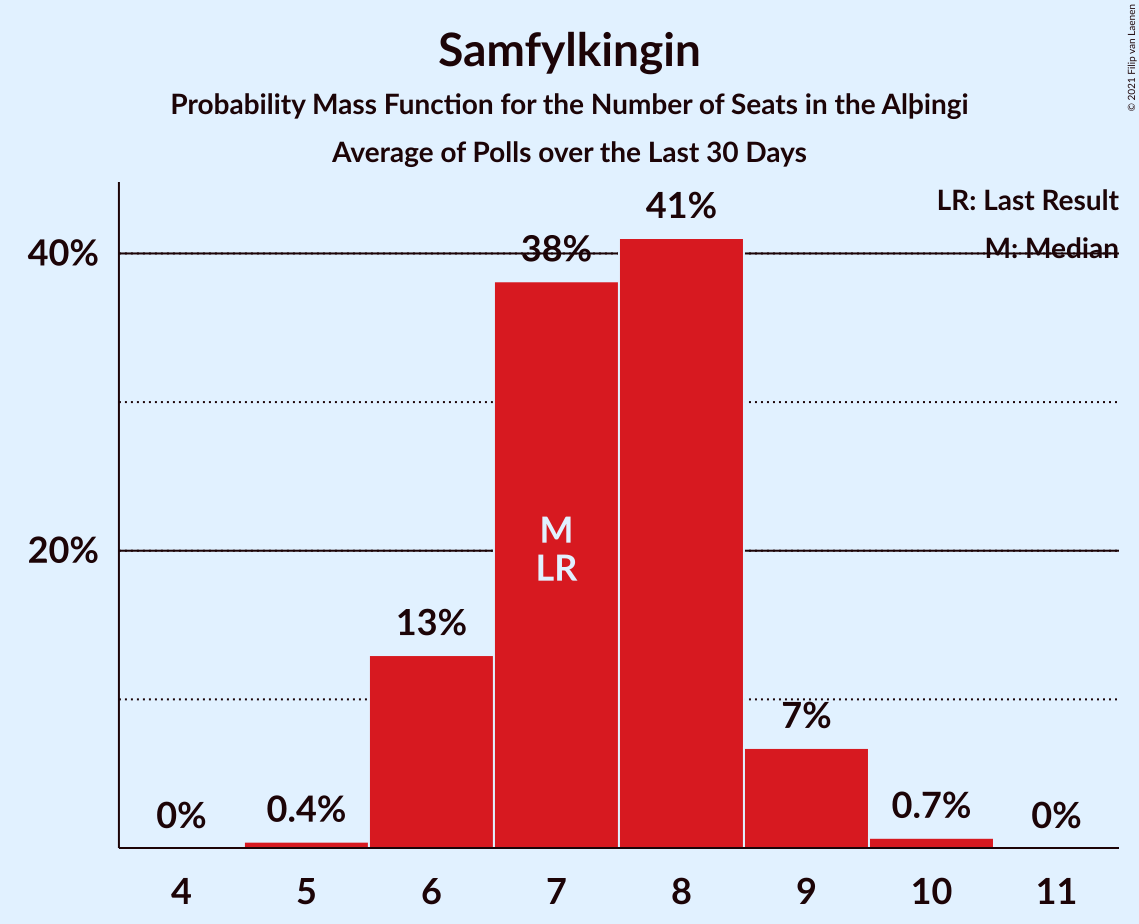 Samfylkingin
Probability Mass Function for the Number of Seats in the Alþingi
Average of Polls over the Last 30 Days
© 2021 Filip van Laenen
LR: Last Result
M: Median
40%
20%
0%
0.4%
13%
38%
41%
7%
0.7%
0%
M
LR
4 5 6 7 8 9 10 11